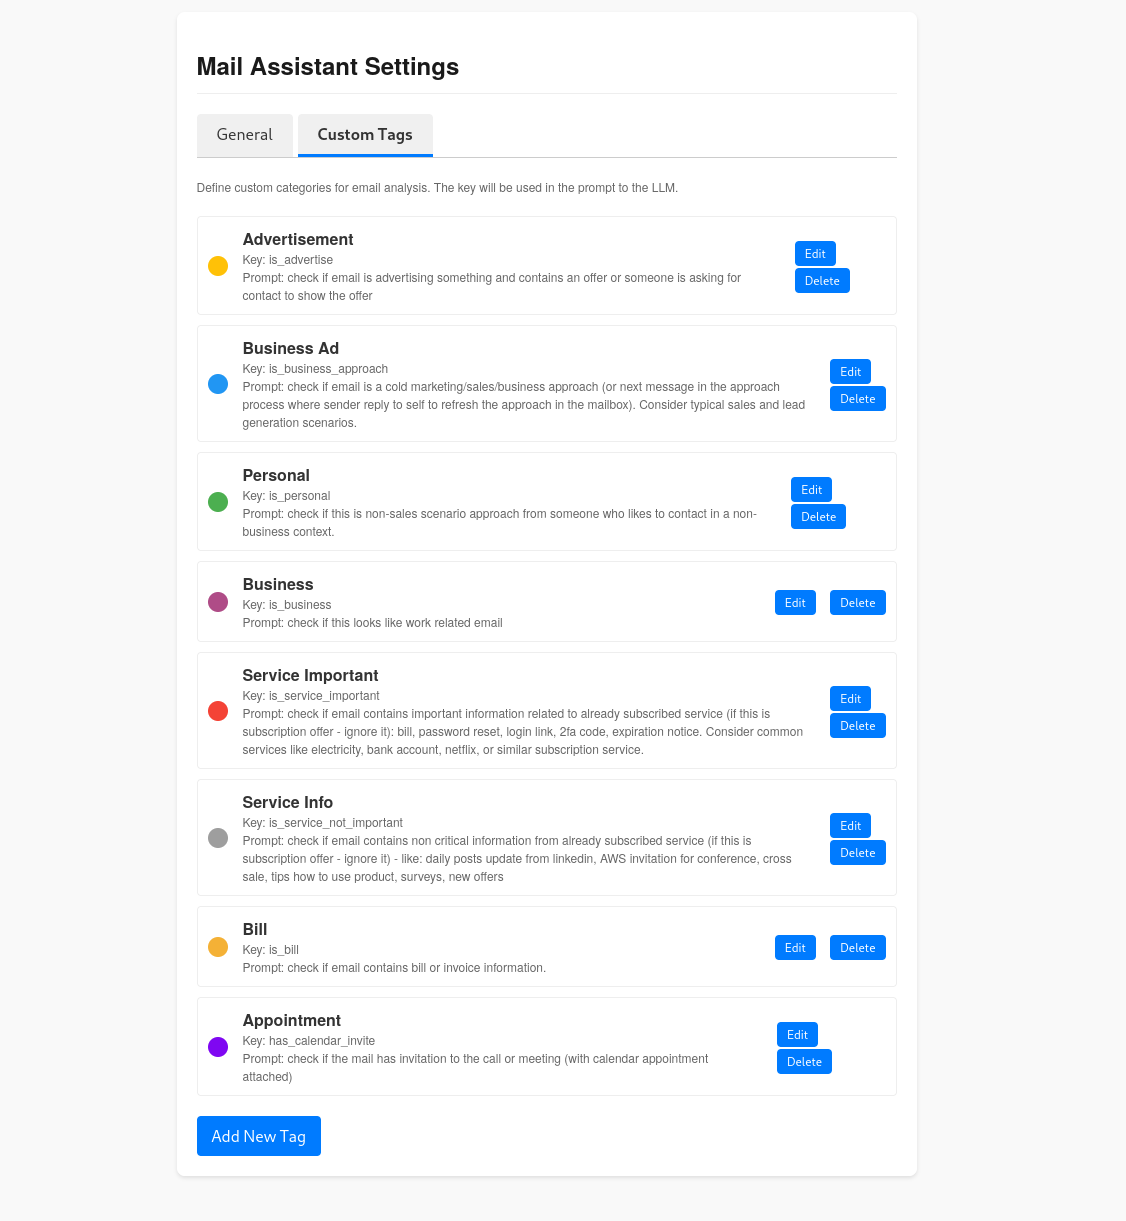 Mail Assistant Settings
General
Custom Tags
Define custom categories for email analysis. The key will be used in the prompt to the LLM.
Advertisement
Key: is_advertise
Prompt: check if email is advertising something and contains an offer or someone is asking for
contact to show the offer
Edit
Delete
Business Ad
Key: is_business_approach
Prompt: check if email is a cold marketing/sales/business approach (or next message in the approach
process where sender reply to self to refresh the approach in the mailbox). Consider typical sales and lead
generation scenarios.
Edit
Delete
Personal
Key: is_personal
Prompt: check if this is non-sales scenario approach from someone who likes to contact in a non-
business context.
Edit
Delete
Business
Key: is_business
Prompt: check if this looks like work related email
Edit
Delete
Service Important
Key: is_service_important
Prompt: check if email contains important information related to already subscribed service (if this is
subscription offer - ignore it): bill, password reset, login link, 2fa code, expiration notice. Consider common
services like electricity, bank account, netflix, or similar subscription service.
Edit
Delete
Service Info
Key: is_service_not_important
Prompt: check if email contains non critical information from already subscribed service (if this is
subscription offer - ignore it) - like: daily posts update from linkedin, AWS invitation for conference, cross
sale, tips how to use product, surveys, new offers
Edit
Delete
Bill
Key: is_bill
Prompt: check if email contains bill or invoice information.
Edit
Delete
Appointment
Key: has_calendar_invite
Prompt: check if the mail has invitation to the call or meeting (with calendar appointment
attached)
Edit
Delete
Add New Tag